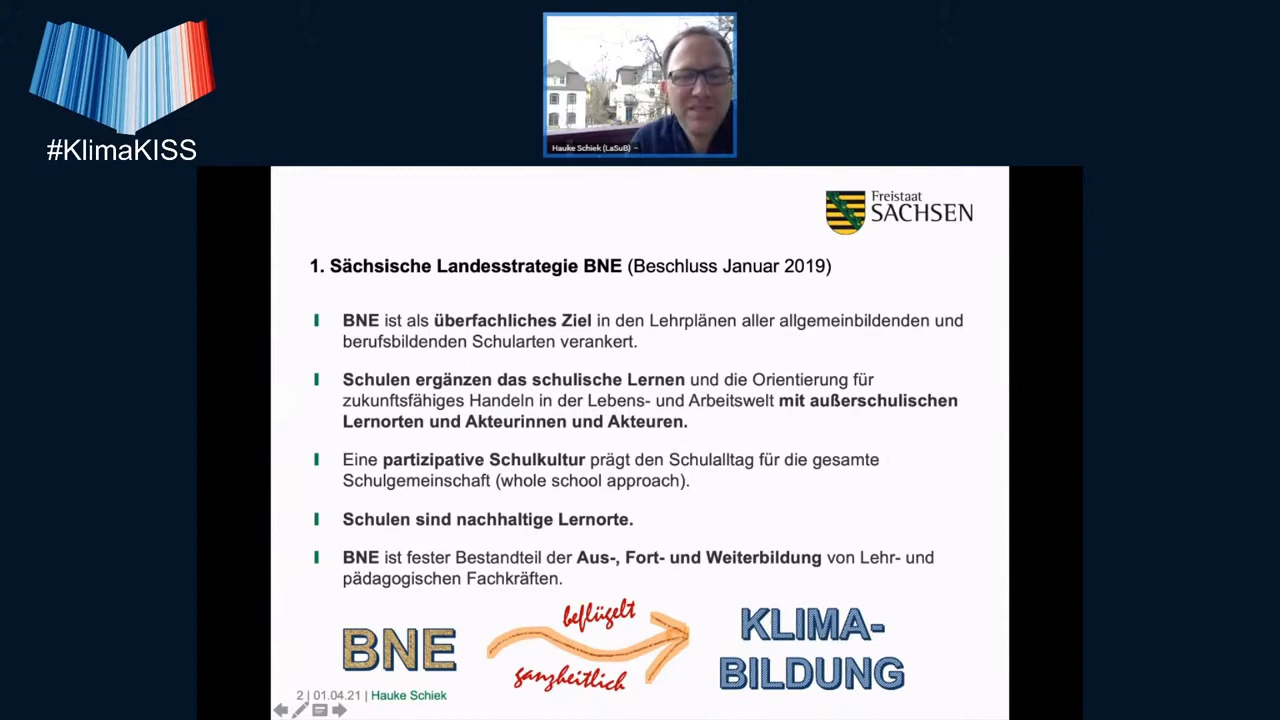 #KlimaKISS
Hauke Schiek (LaSuB)
Freistaat
SACHSEN
1. Sächsische Landesstrategie BNE (Beschluss Januar 2019)
BNE ist als überfachliches Ziel in den Lehrplänen aller allgemeinbildenden und
berufsbildenden Schularten verankert.
Schulen ergänzen das schulische Lernen und die Orientierung für
zukunftsfähiges Handeln in der Lebens- und Arbeitswelt mit außerschulischen
Lernorten und Akteurinnen und Akteuren.
Eine partizipative Schulkultur prägt den Schulalltag für die gesamte
Schulgemeinschaft (whole school approach).
Schulen sind nachhaltige Lernorte.
BNE ist fester Bestandteil der Aus-, Fort- und Weiterbildung von Lehr- und
pädagogischen Fachkräften.
BNE
beflügelt
ganzheitlich
KLIMA-
BILDUNG
2 | 01.04.21 | Hauke Schiek